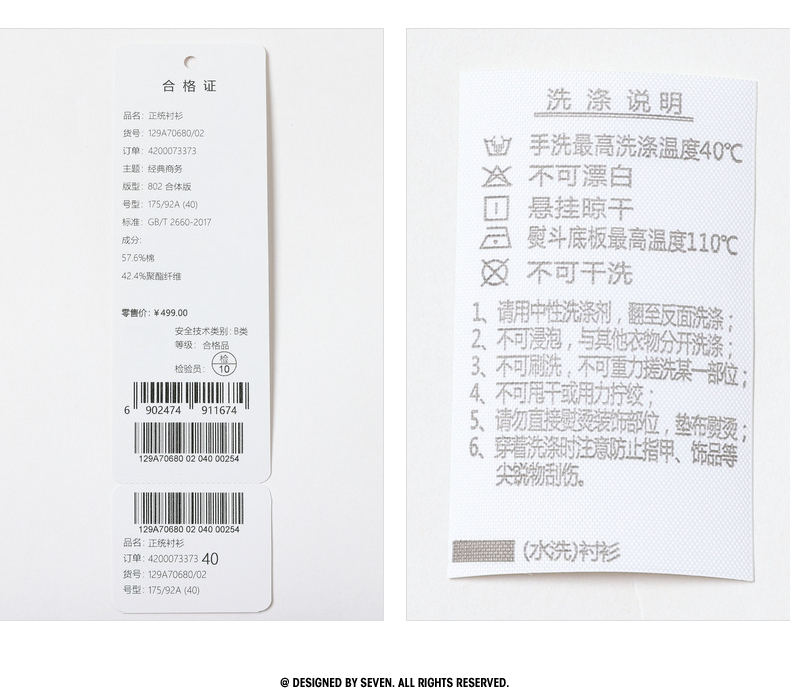 合格证
品名: 正统衬衫
货号: 129A70680/02
订单: 4200073373
主题: 经典商务
版型: 802 合体版
号型: 175/92A (40)
标准: GB/T 2660-2017
成分:
57.6%棉
42.4%聚酯纤维
零售价: ¥499.00
安全技术类别: B类
等级: 合格品
检验员: 检 10
6 902474 911674
129A70680 02 040 00254
129A70680 02 040 00254
品名: 正统衬衫
订单: 4200073373 40
货号: 129A70680/02
号型: 175/92A (40)
洗涤说明
手洗最高洗涤温度40℃
不可漂白
悬挂晾干
熨斗底板最高温度110℃
不可干洗
1、请用中性洗涤剂，翻至反面洗涤；
2、不可浸泡，与其他衣物分开洗涤；
3、不可刷洗，不可重力搓洗某一部位；
4、不可甩干或用力拧绞；
5、请勿直接熨烫装饰部位，垫布熨烫；
6、穿着洗涤时注意防止指甲、饰品等
尖锐物刮伤。
(水洗)衬衫
@ DESIGNED BY SEVEN. ALL RIGHTS RESERVED.